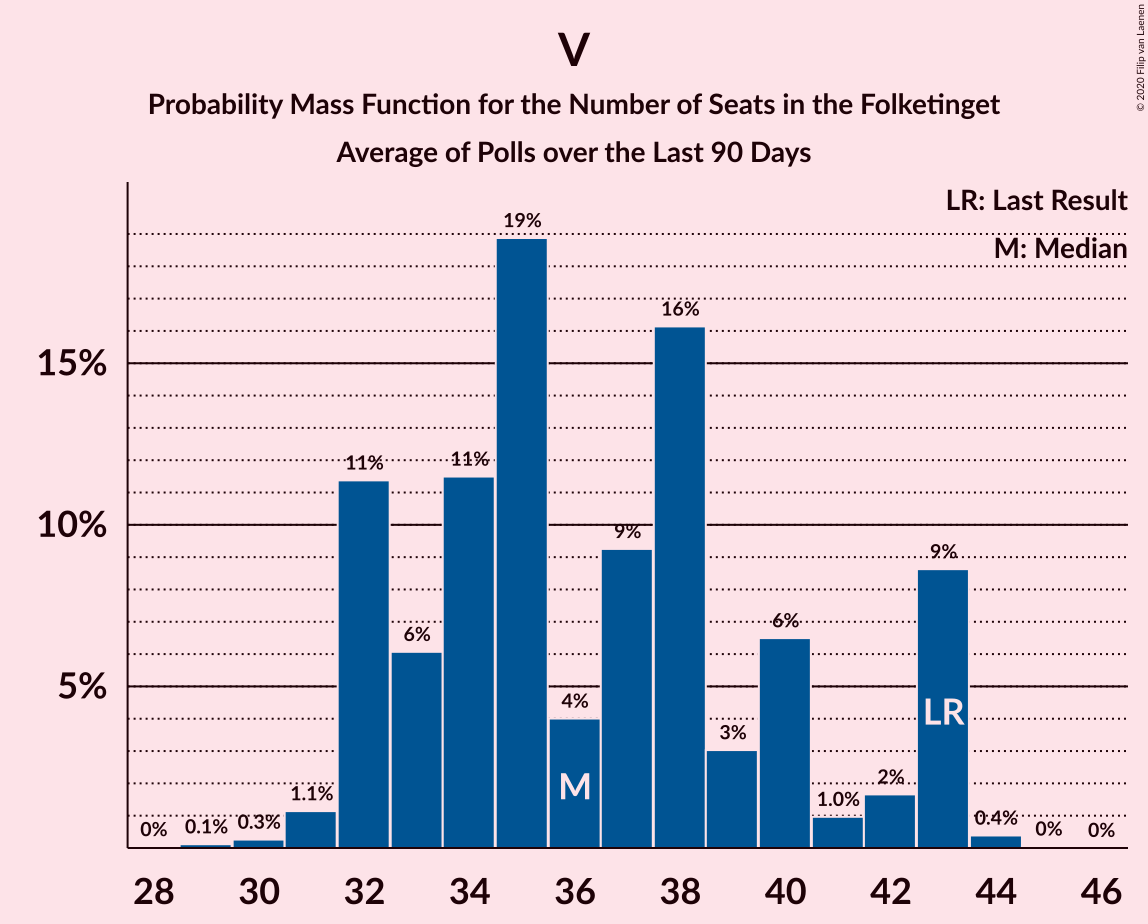 V
Probability Mass Function for the Number of Seats in the Folketinget
Average of Polls over the Last 90 Days
© 2020 Filip van Laenen
LR: Last Result
M: Median
15%
10%
5%
0%
0.1%
0.3%
1.1%
11%
6%
11%
19%
4%
9%
16%
3%
6%
1.0%
2%
9%
0.4%
0%
0%
M
LR
28 30 32 34 36 38 40 42 44 46